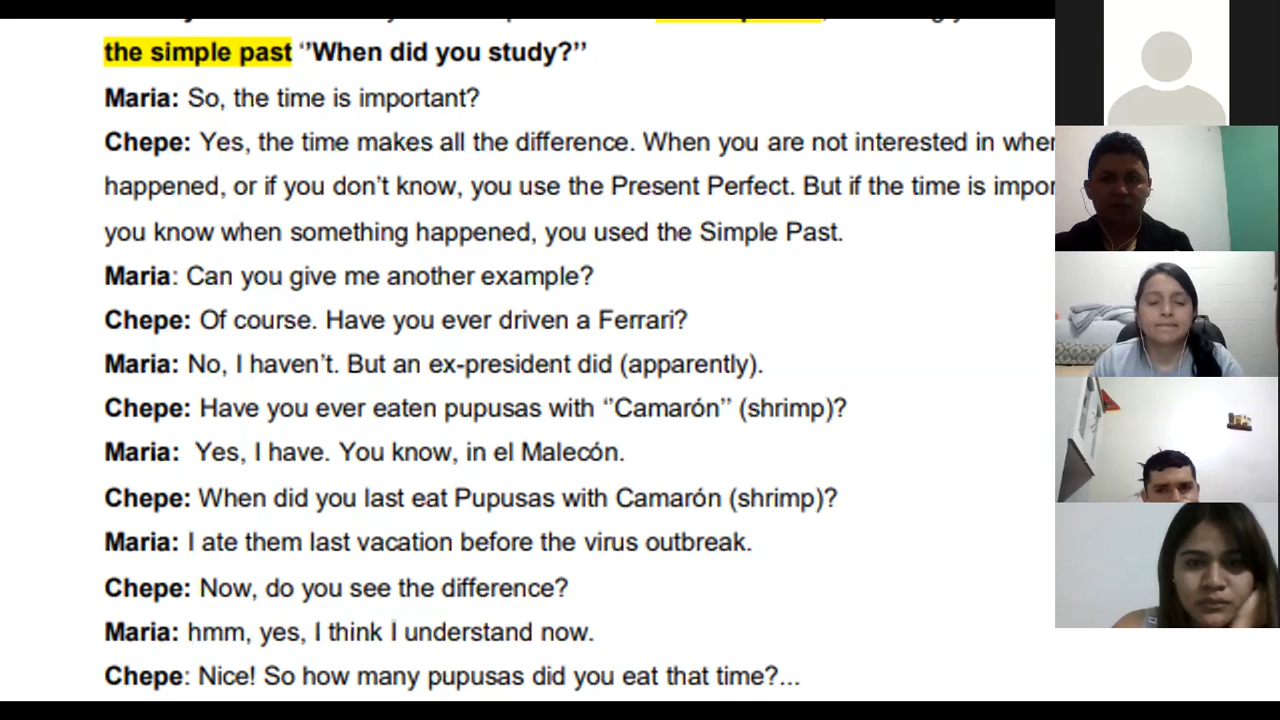 the simple past ‘’When did you study?’’
Maria: So, the time is important?
Chepe: Yes, the time makes all the difference. When you are not interested in
happened, or if you don’t know, you use the Present Perfect. But if the time is
you know when something happened, you used the Simple Past.
Maria: Can you give me another example?
Chepe: Of course. Have you ever driven a Ferrari?
Maria: No, I haven’t. But an ex-president did (apparently).
Chepe: Have you ever eaten pupusas with ‘’Camarón’’ (shrimp)?
Maria: Yes, I have. You know, in el Malecón.
Chepe: When did you last eat Pupusas with Camarón (shrimp)?
Maria: I ate them last vacation before the virus outbreak.
Chepe: Now, do you see the difference?
Maria: hmm, yes, I think I understand now.
Chepe: Nice! So how many pupusas did you eat that time?...